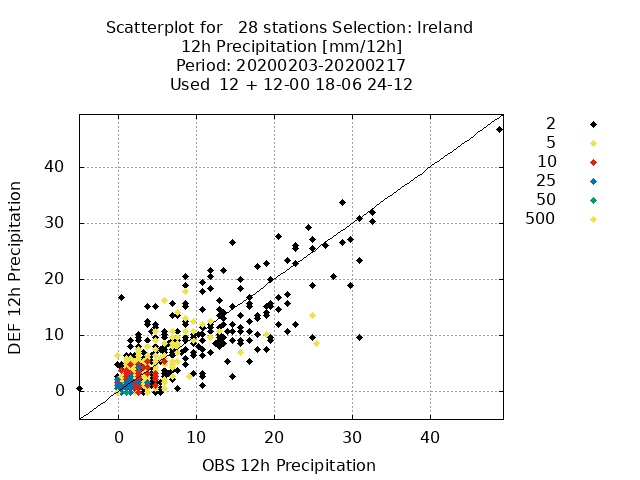 Scatterplot for   28 stations Selection: Ireland
12h Precipitation [mm/12h]
Period: 20200203-20200217
Used  12 + 12-00 18-06 24-12
2
5
10
25
50
500
40
30
20
10
0
DEF 12h Precipitation
0 10 20 30 40
OBS 12h Precipitation